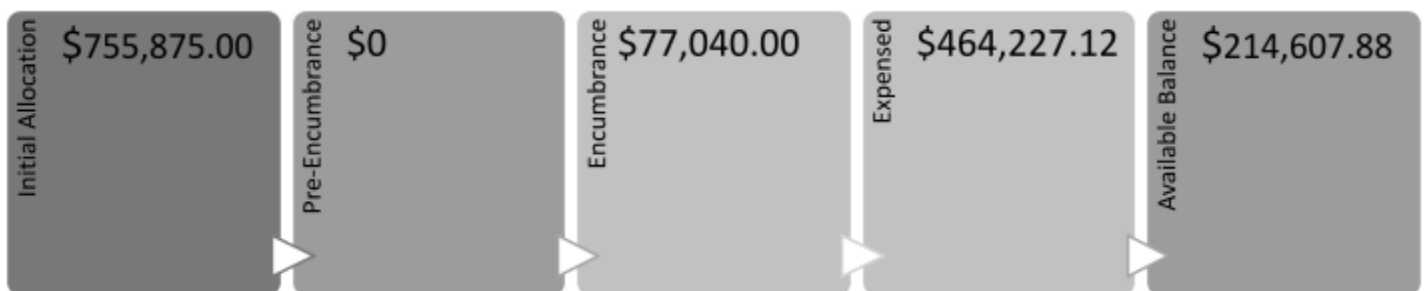 Initial Allocation
$755,875.00
Pre-Encumbrance
$0
Encumbrance
$77,040.00
Expensed
$464,227.12
Available Balance
$214,607.88